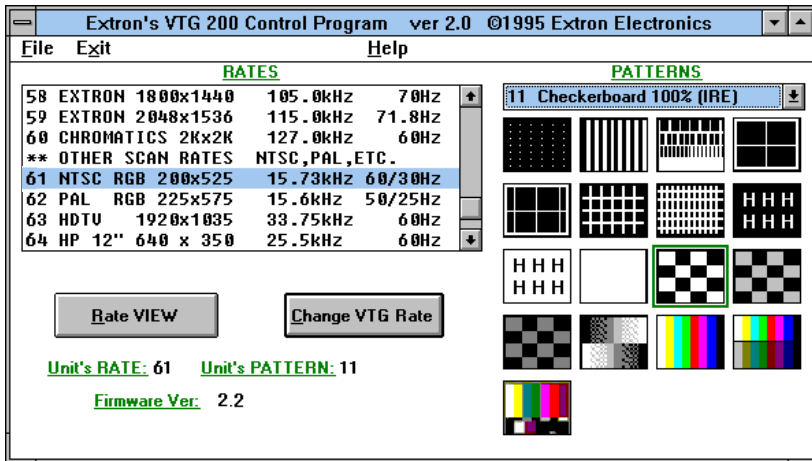 Extron's VTG 200 Control Program ver 2.0 ©1995 Extron Electronics
File Exit Help
RATES
58 EXTRON 1800x1440 105.0kHz 70Hz
59 EXTRON 2048x1536 115.0kHz 71.8Hz
60 CHROMATICS 2Kx2K 127.0kHz 60Hz
** OTHER SCAN RATES NTSC,PAL,ETC.
61 NTSC RGB 200x525 15.73kHz 60/30Hz
62 PAL RGB 225x575 15.6kHz 50/25Hz
63 HDTV 1920x1035 33.75kHz 60Hz
64 HP 12" 640 x 350 25.5kHz 60Hz
Rate VIEW
Change VTG Rate
Unit's RATE: 61 Unit's PATTERN: 11
Firmware Ver: 2.2
PATTERNS
11 Checkerboard 100% (IRE)
H H H
H H H
H H H
H H H